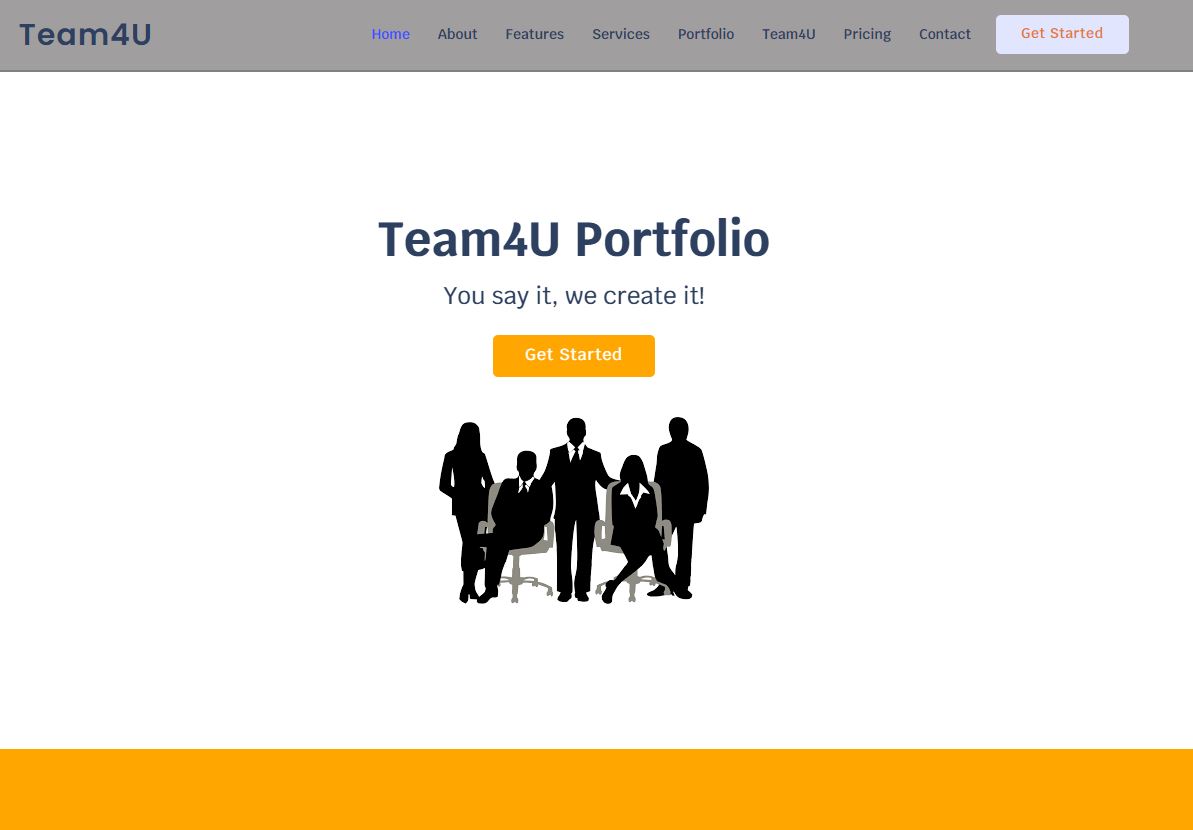 Team4U
Home About Features Services Portfolio Team4U Pricing Contact Get Started
Team4U Portfolio
You say it, we create it!
Get Started